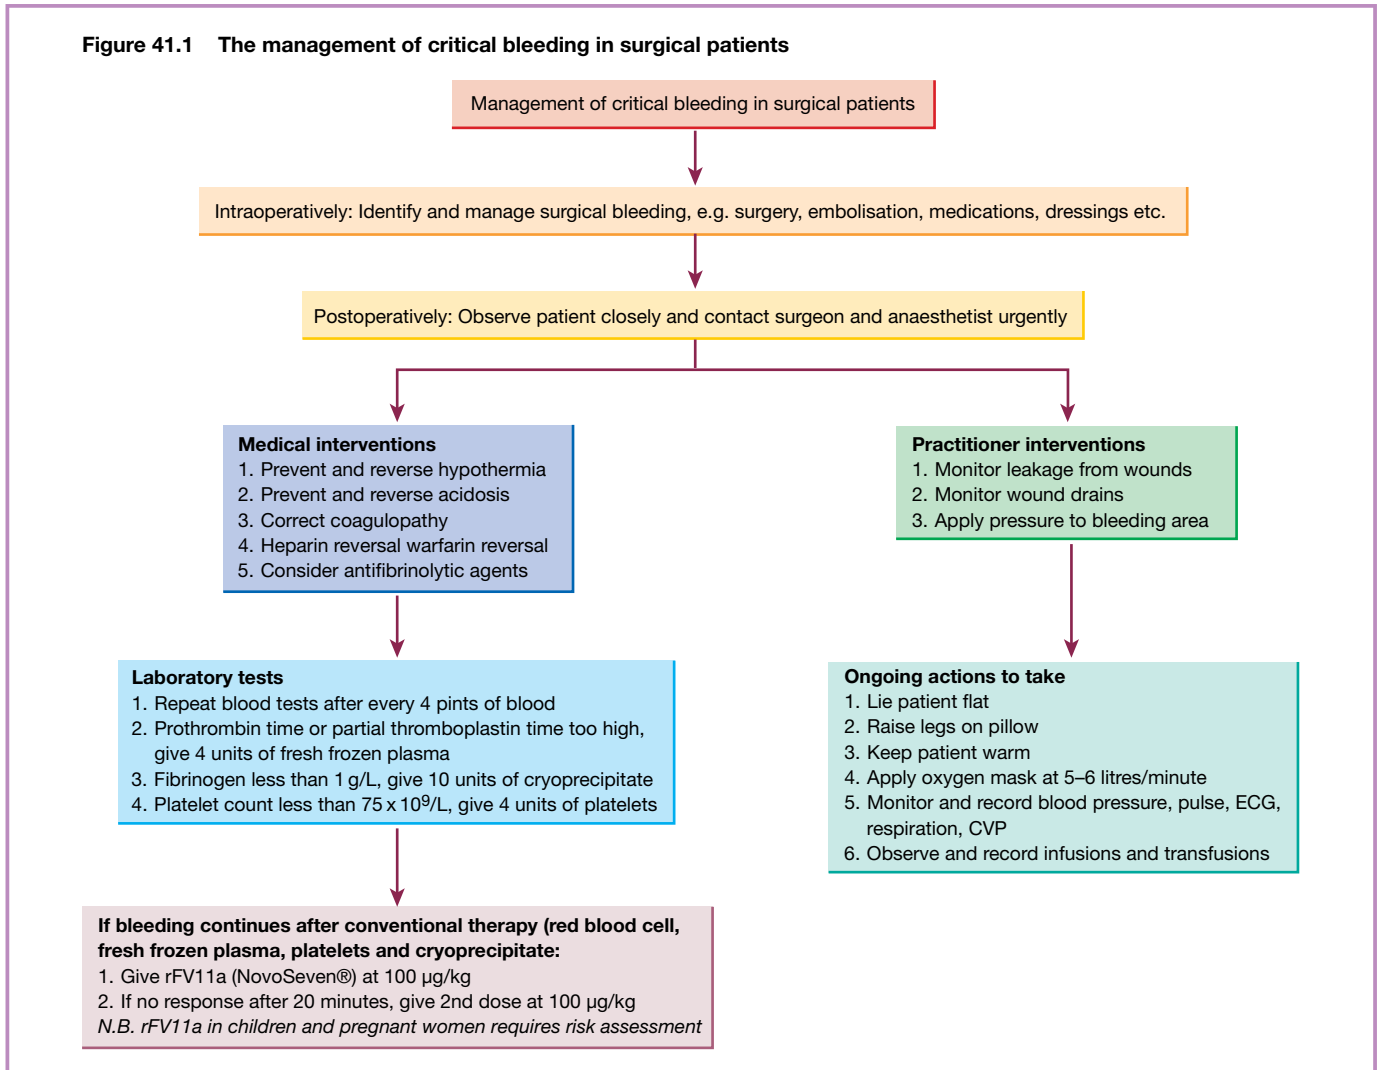 Figure 41.1 The management of critical bleeding in surgical patients
Management of critical bleeding in surgical patients
Intraoperatively: Identify and manage surgical bleeding, e.g. surgery, embolisation, medications, dressings etc.
Postoperatively: Observe patient closely and contact surgeon and anaesthetist urgently
Medical interventions
1. Prevent and reverse hypothermia
2. Prevent and reverse acidosis
3. Correct coagulopathy
4. Heparin reversal warfarin reversal
5. Consider antifibrinolytic agents
Laboratory tests
1. Repeat blood tests after every 4 pints of blood
2. Prothrombin time or partial thromboplastin time too high,
give 4 units of fresh frozen plasma
3. Fibrinogen less than 1 g/L, give 10 units of cryoprecipitate
4. Platelet count less than 75 x 10⁹/L, give 4 units of platelets
If bleeding continues after conventional therapy (red blood cell,
fresh frozen plasma, platelets and cryoprecipitate:
1. Give rFV11a (NovoSeven®) at 100 µg/kg
2. If no response after 20 minutes, give 2nd dose at 100 µg/kg
N.B. rFV11a in children and pregnant women requires risk assessment
Practitioner interventions
1. Monitor leakage from wounds
2. Monitor wound drains
3. Apply pressure to bleeding area
Ongoing actions to take
1. Lie patient flat
2. Raise legs on pillow
3. Keep patient warm
4. Apply oxygen mask at 5–6 litres/minute
5. Monitor and record blood pressure, pulse, ECG,
respiration, CVP
6. Observe and record infusions and transfusions